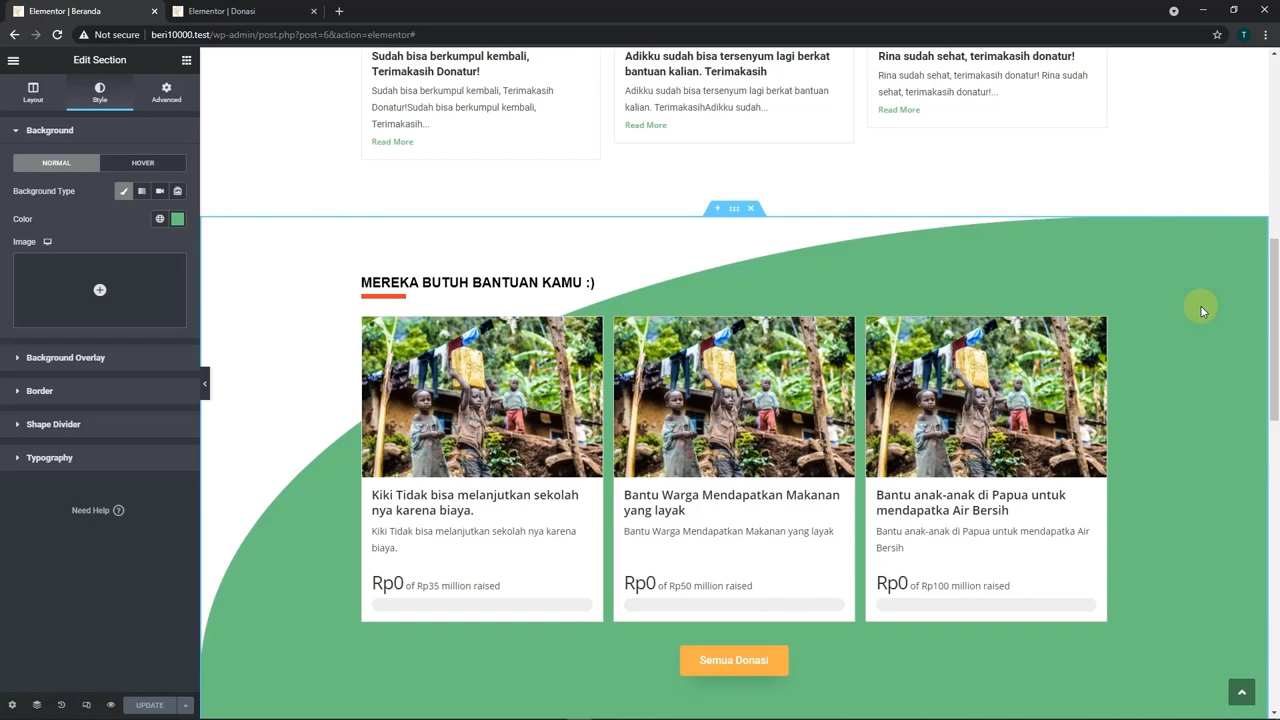 Elementor
Elementor | Donasi
Not secure
beri10000.test/wp-admin/post.php?post=6&action=elementor#
T
Edit Section
Layout
Style
Advanced
Background
NORMAL
HOVER
Background Type
Color
Image
Background Overlay
Border
Shape Divider
Typography
Need Help
UPDATE
Sudah bisa berkumpul kembali,
Terimakasih Donatur!
Sudah bisa berkumpul kembali, Terimakasih
Donatur!Sudah bisa berkumpul kembali,
Terimakasih...
Read More
Adikku sudah bisa tersenyum lagi berkat
bantuan kalian. Terimakasih
Adikku sudah bisa tersenyum lagi berkat bantuan
kalian. TerimakasihAdikku sudah...
Read More
Rina sudah sehat, terimakasih donatur!
Rina sudah sehat, terimakasih donatur! Rina sudah
sehat, terimakasih donatur!...
Read More
MEREKA BUTUH BANTUAN KAMU :)
Kiki Tidak bisa melanjutkan sekolah
nya karena biaya.
Kiki Tidak bisa melanjutkan sekolah nya karena
biaya.
Rp0 of Rp35 million raised
Bantu Warga Mendapatkan Makanan
yang layak
Bantu Warga Mendapatkan Makanan yang layak
Rp0 of Rp50 million raised
Bantu anak-anak di Papua untuk
mendapatka Air Bersih
Bantu anak-anak di Papua untuk mendapatka Air
Bersih
Rp0 of Rp100 million raised
Semua Donasi